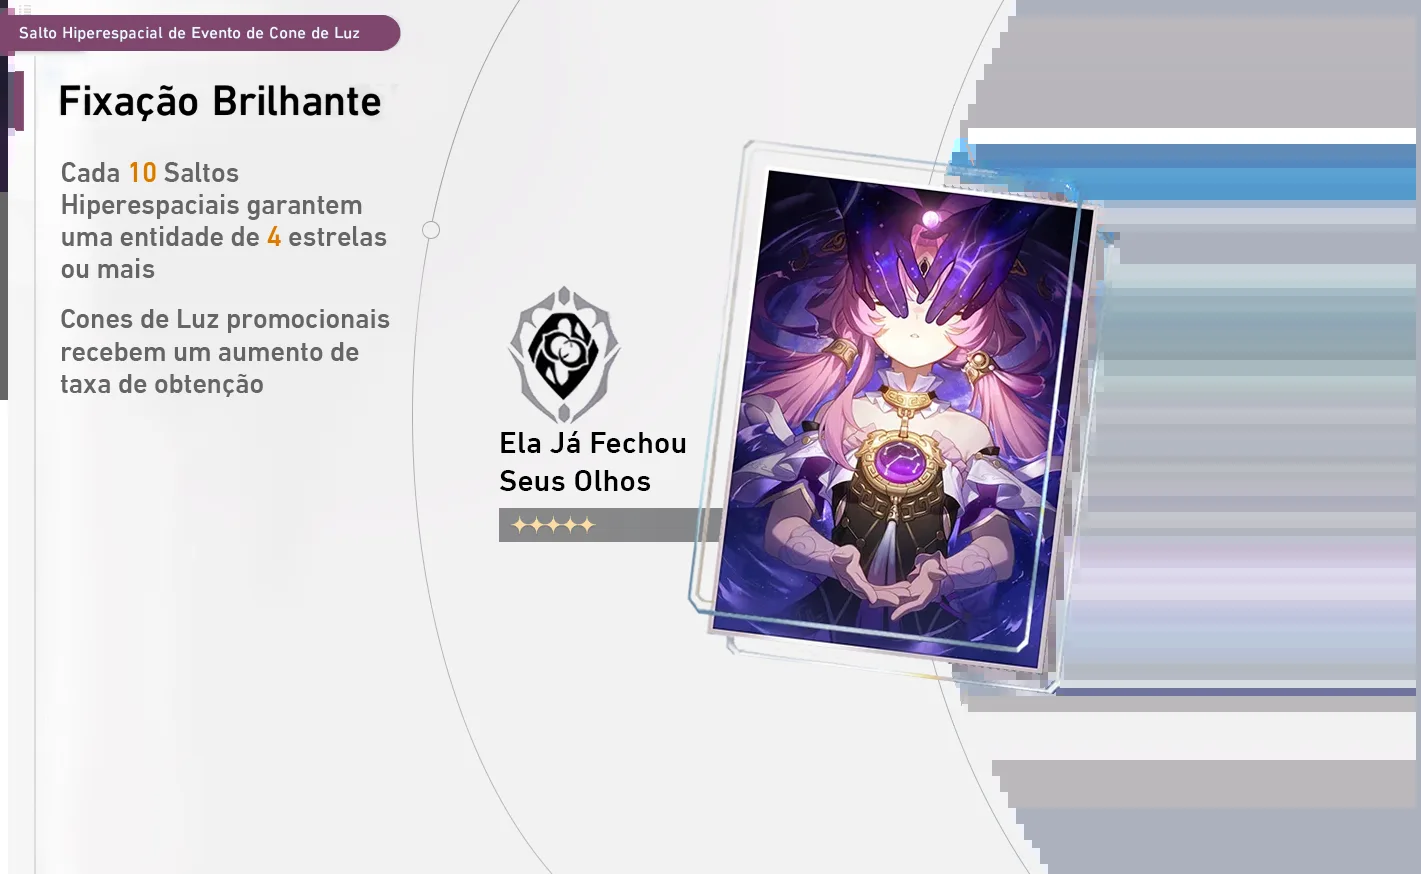 Salto Hiperespacial de Evento de Cone de Luz
Fixação Brilhante
Cada 10 Saltos
Hiperespaciais garantem
uma entidade de 4 estrelas
ou mais
Cones de Luz promocionais
recebem um aumento de
taxa de obtenção
Ela Já Fechou
Seus Olhos